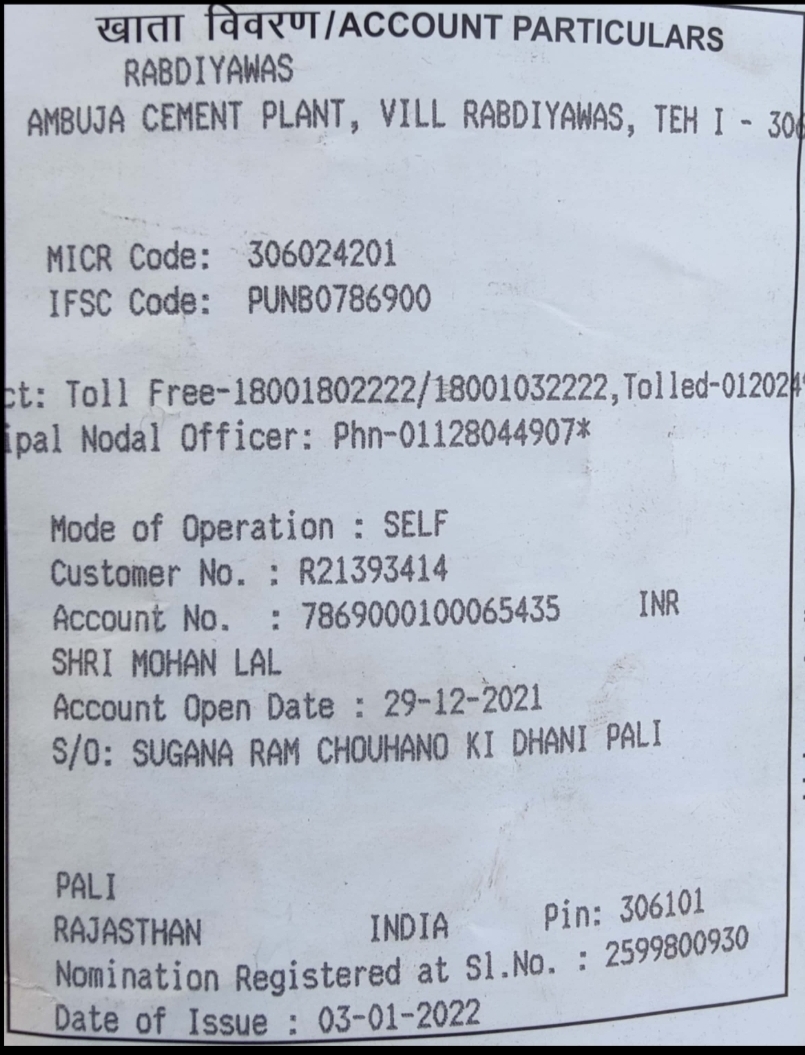 खाता विवरण/ACCOUNT PARTICULARS
RABDIYAWAS
AMBUJA CEMENT PLANT, VILL RABDIYAWAS, TEH I - 306
MICR Code: 306024201
IFSC Code: PUNB0786900
ct: Toll Free-18001802222/18001032222,Tolled-012024
ipal Nodal Officer: Phn-01128044907*
Mode of Operation : SELF
Customer No. : R21393414
Account No. : 7869000100065435 INR
SHRI MOHAN LAL
Account Open Date : 29-12-2021
S/O: SUGANA RAM CHOUHANO KI DHANI PALI
PALI
RAJASTHAN INDIA Pin: 306101
Nomination Registered at Sl.No. : 2599800930
Date of Issue : 03-01-2022